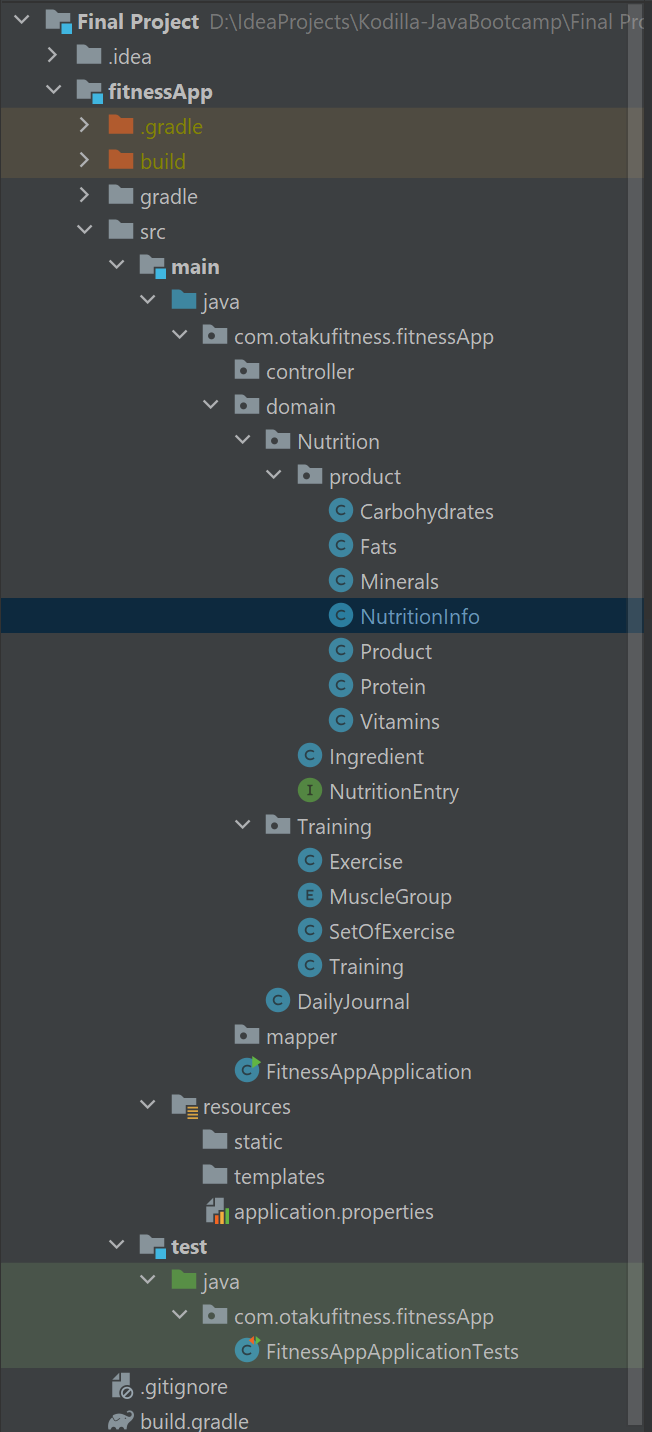 Final Project D:\IdeaProjects\Kodilla-JavaBootcamp\Final Pro
.idea
fitnessApp
.gradle
build
gradle
src
main
java
com.otakufitness.fitnessApp
controller
domain
Nutrition
product
C Carbohydrates
C Fats
C Minerals
C NutritionInfo
C Product
C Protein
C Vitamins
C Ingredient
I NutritionEntry
Training
C Exercise
E MuscleGroup
C SetOfExercise
C Training
C DailyJournal
mapper
C FitnessAppApplication
resources
static
templates
application.properties
test
java
com.otakufitness.fitnessApp
C FitnessAppApplicationTests
.gitignore
build.gradle